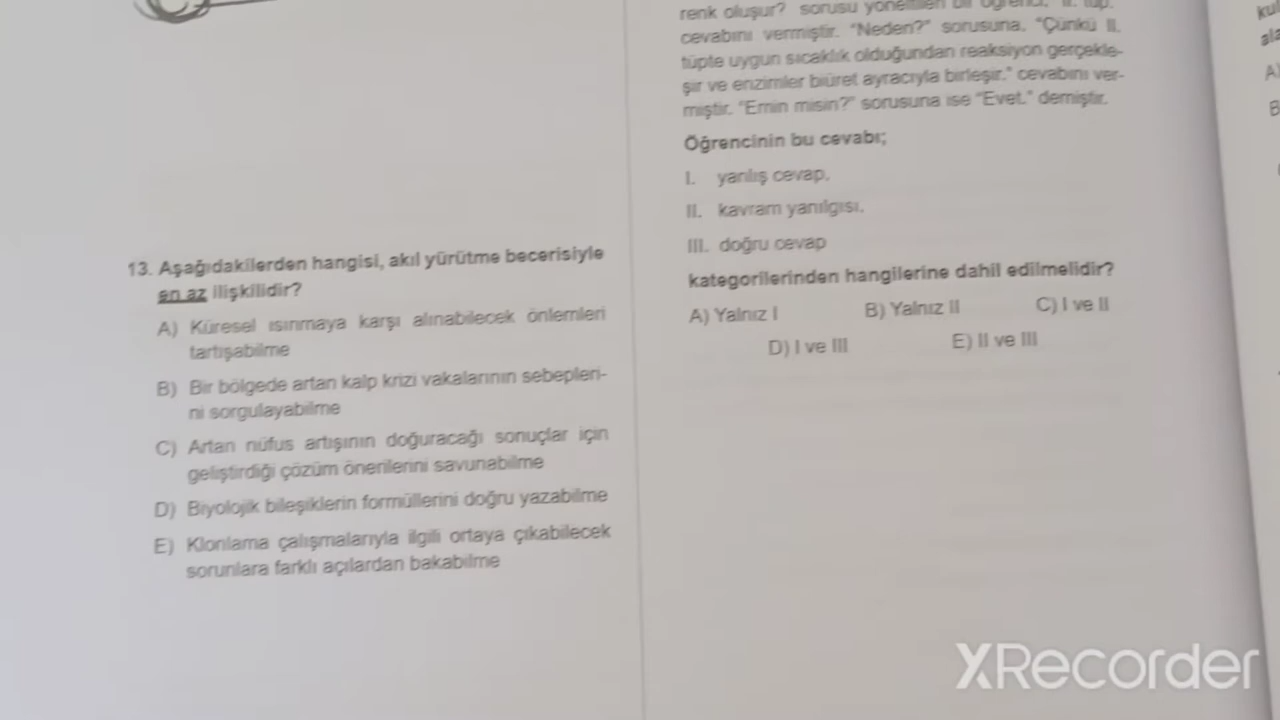 13. Aşağıdakilerden hangisi, akıl yürütme becerisiyle
en az ilişkilidir?
A) Küresel ısınmaya karşı alınabilecek önlemleri
tartışabilme
B) Bir bölgede artan kalp krizi vakalarının sebepleri-
ni sorgulayabilme
C) Artan nüfus artışının doğuracağı sonuçlar için
geliştirdiği çözüm önerilerini savunabilme
D) Biyolojik bileşiklerin formüllerini doğru yazabilme
E) Klonlama çalışmalarıyla ilgili ortaya çıkabilecek
sorunlara farklı açılardan bakabilme
renk oluşur? sorusu yöneltilen bir öğrenci, "II. tüp."
cevabını vermiştir. "Neden?" sorusuna, "Çünkü II.
tüpte uygun sıcaklık olduğundan reaksiyon gerçekle-
şir ve enzimler biüret ayracıyla birleşir." cevabını ver-
miştir. "Emin misin?" sorusuna ise "Evet." demiştir.
Öğrencinin bu cevabı;
I. yanlış cevap,
II. kavram yanılgısı,
III. doğru cevap
kategorilerinden hangilerine dahil edilmelidir?
A) Yalnız I B) Yalnız II C) I ve II
D) I ve III E) II ve III
A)
B
XRecorder